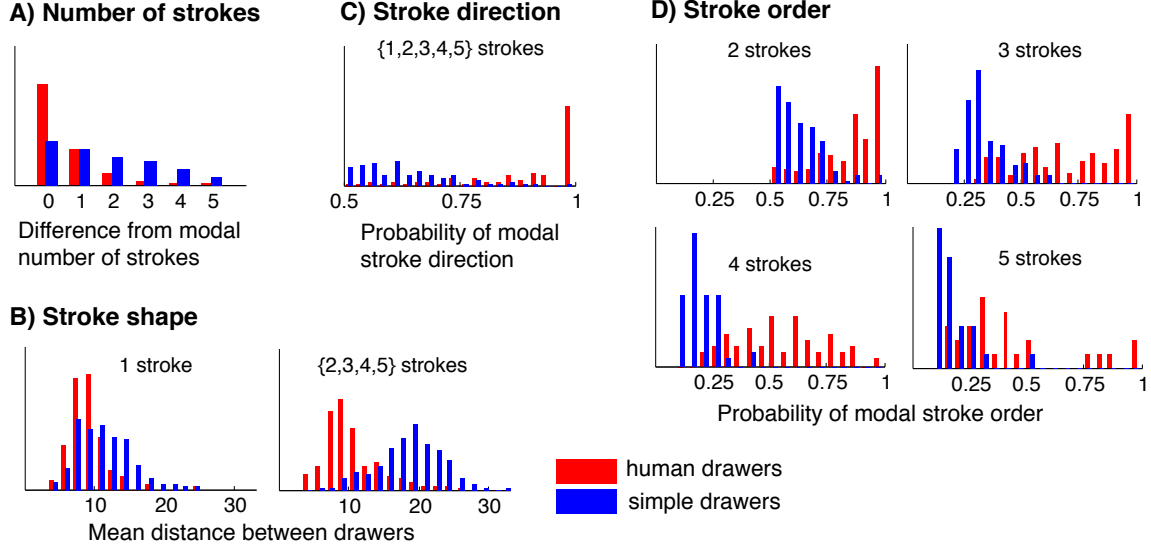 A) Number of strokes
0 1 2 3 4 5
Difference from modal
number of strokes
B) Stroke shape
1 stroke
10 20 30
{2,3,4,5} strokes
10 20 30
Mean distance between drawers
C) Stroke direction
{1,2,3,4,5} strokes
0.5 0.75 1
Probability of modal
stroke direction
D) Stroke order
2 strokes
0.25 0.5 0.75 1
3 strokes
0.25 0.5 0.75 1
4 strokes
0.25 0.5 0.75 1
5 strokes
0.25 0.5 0.75 1
Probability of modal stroke order
human drawers
simple drawers